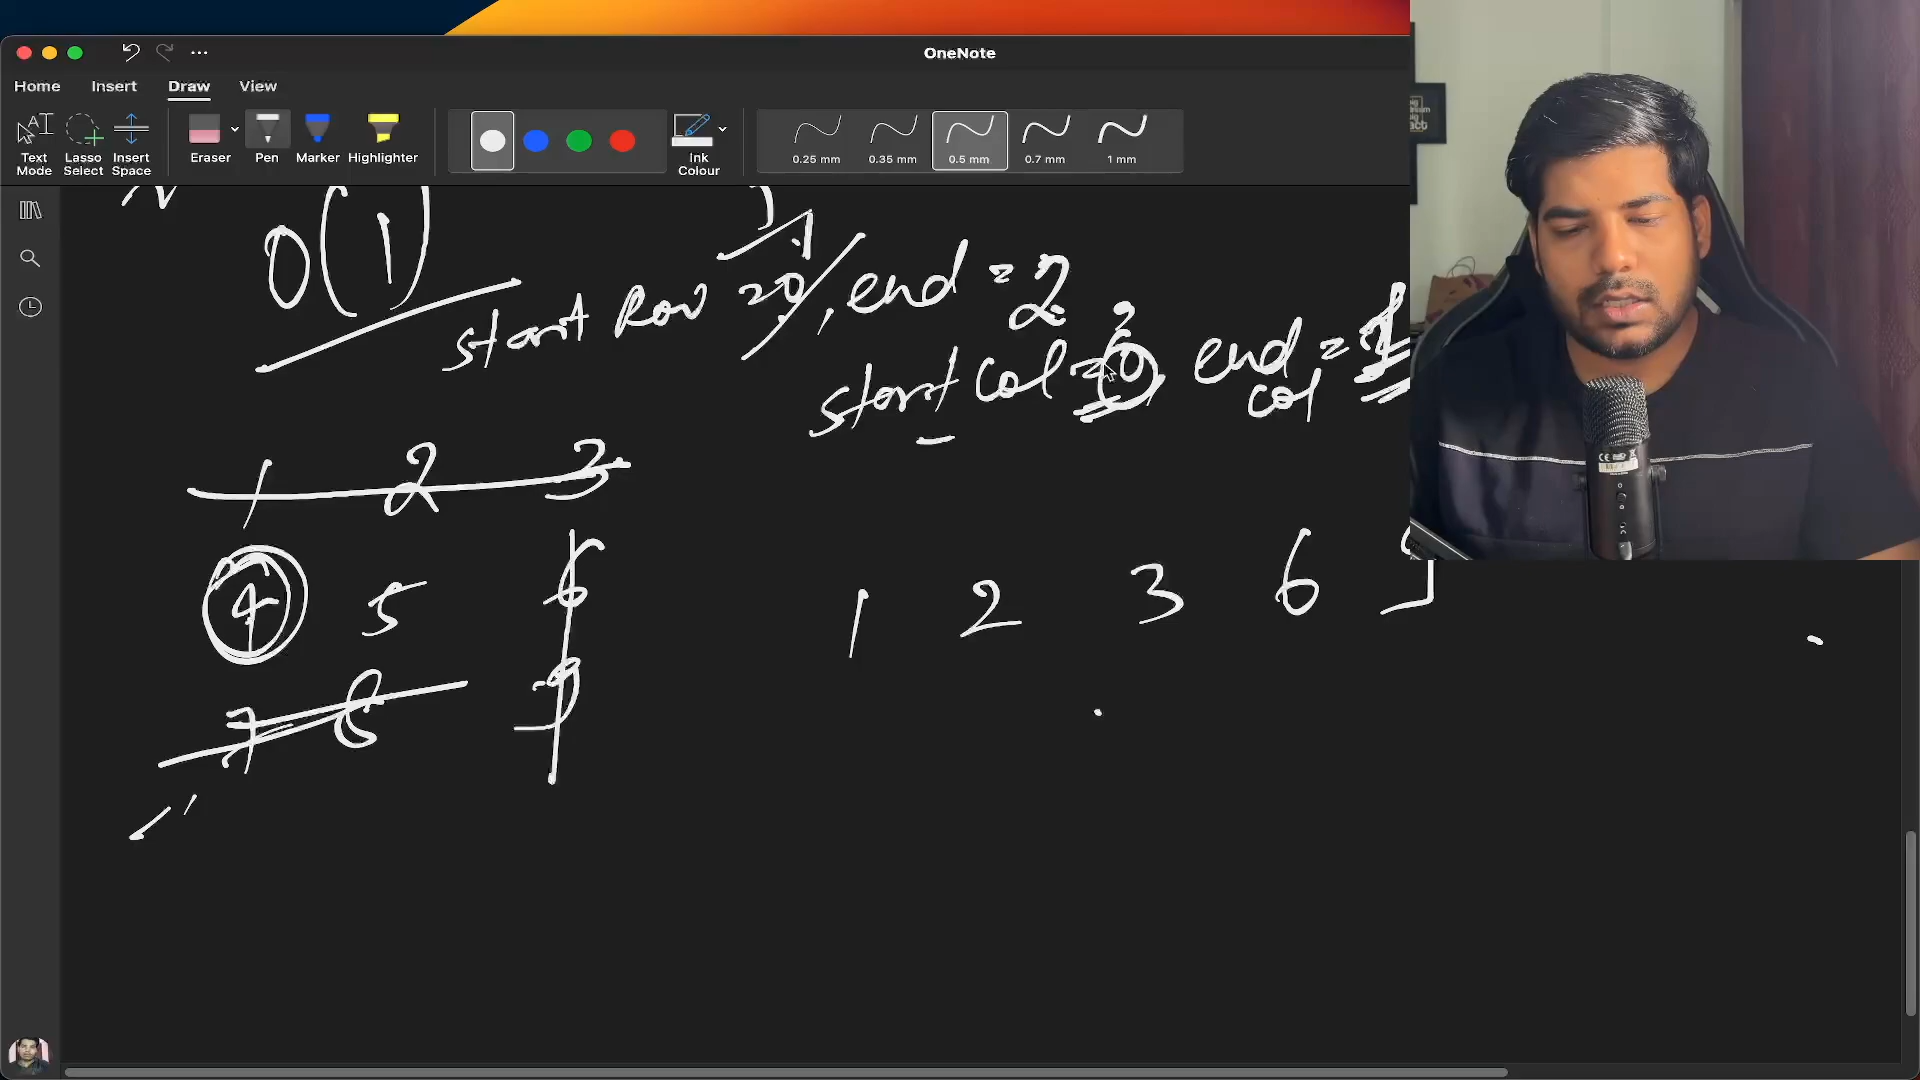 OneNote
Home Insert Draw View
Text Mode
Lasso Select
Insert Space
Eraser
Pen
Marker
Highlighter
Ink Colour
0.25 mm
0.35 mm
0.5 mm
0.7 mm
1 mm
N
O(1)
start Row = 0, end = 2
start Col = 0, end col =
1 2 3
4 5 6
7 8 9
1 2 3 6